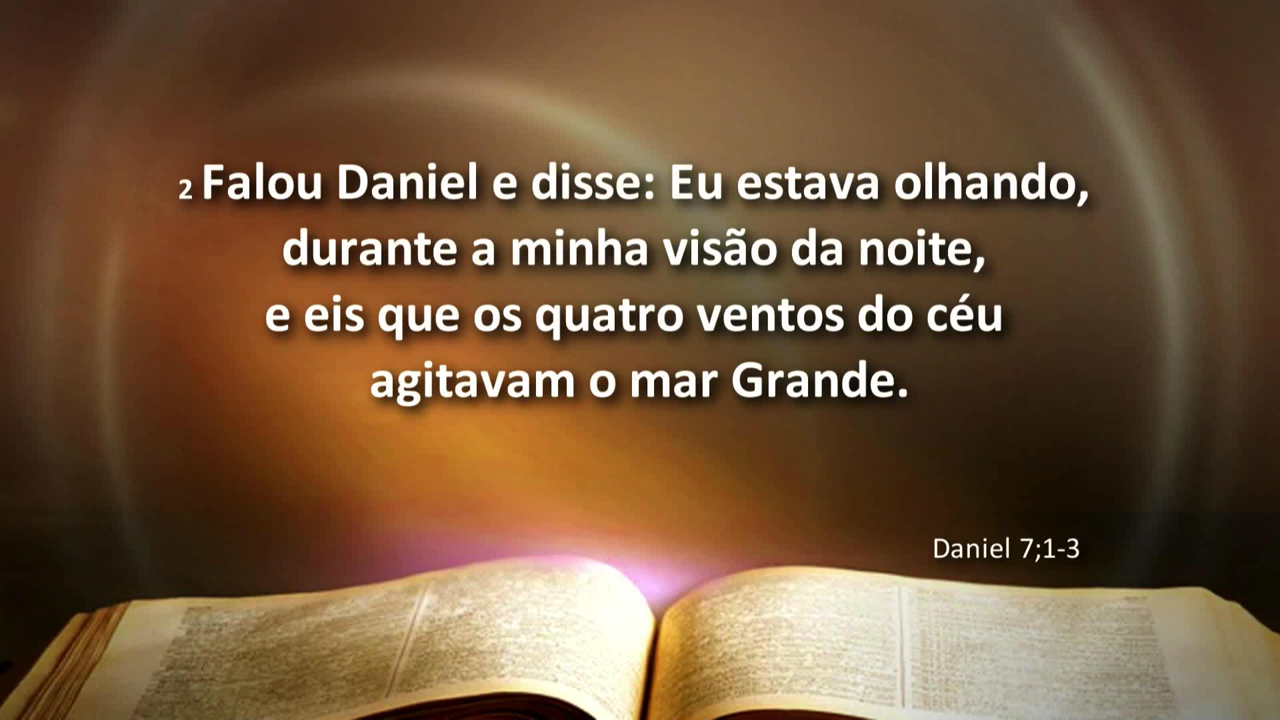 2 Falou Daniel e disse: Eu estava olhando,
durante a minha visão da noite,
e eis que os quatro ventos do céu
agitavam o mar Grande.
Daniel 7;1-3